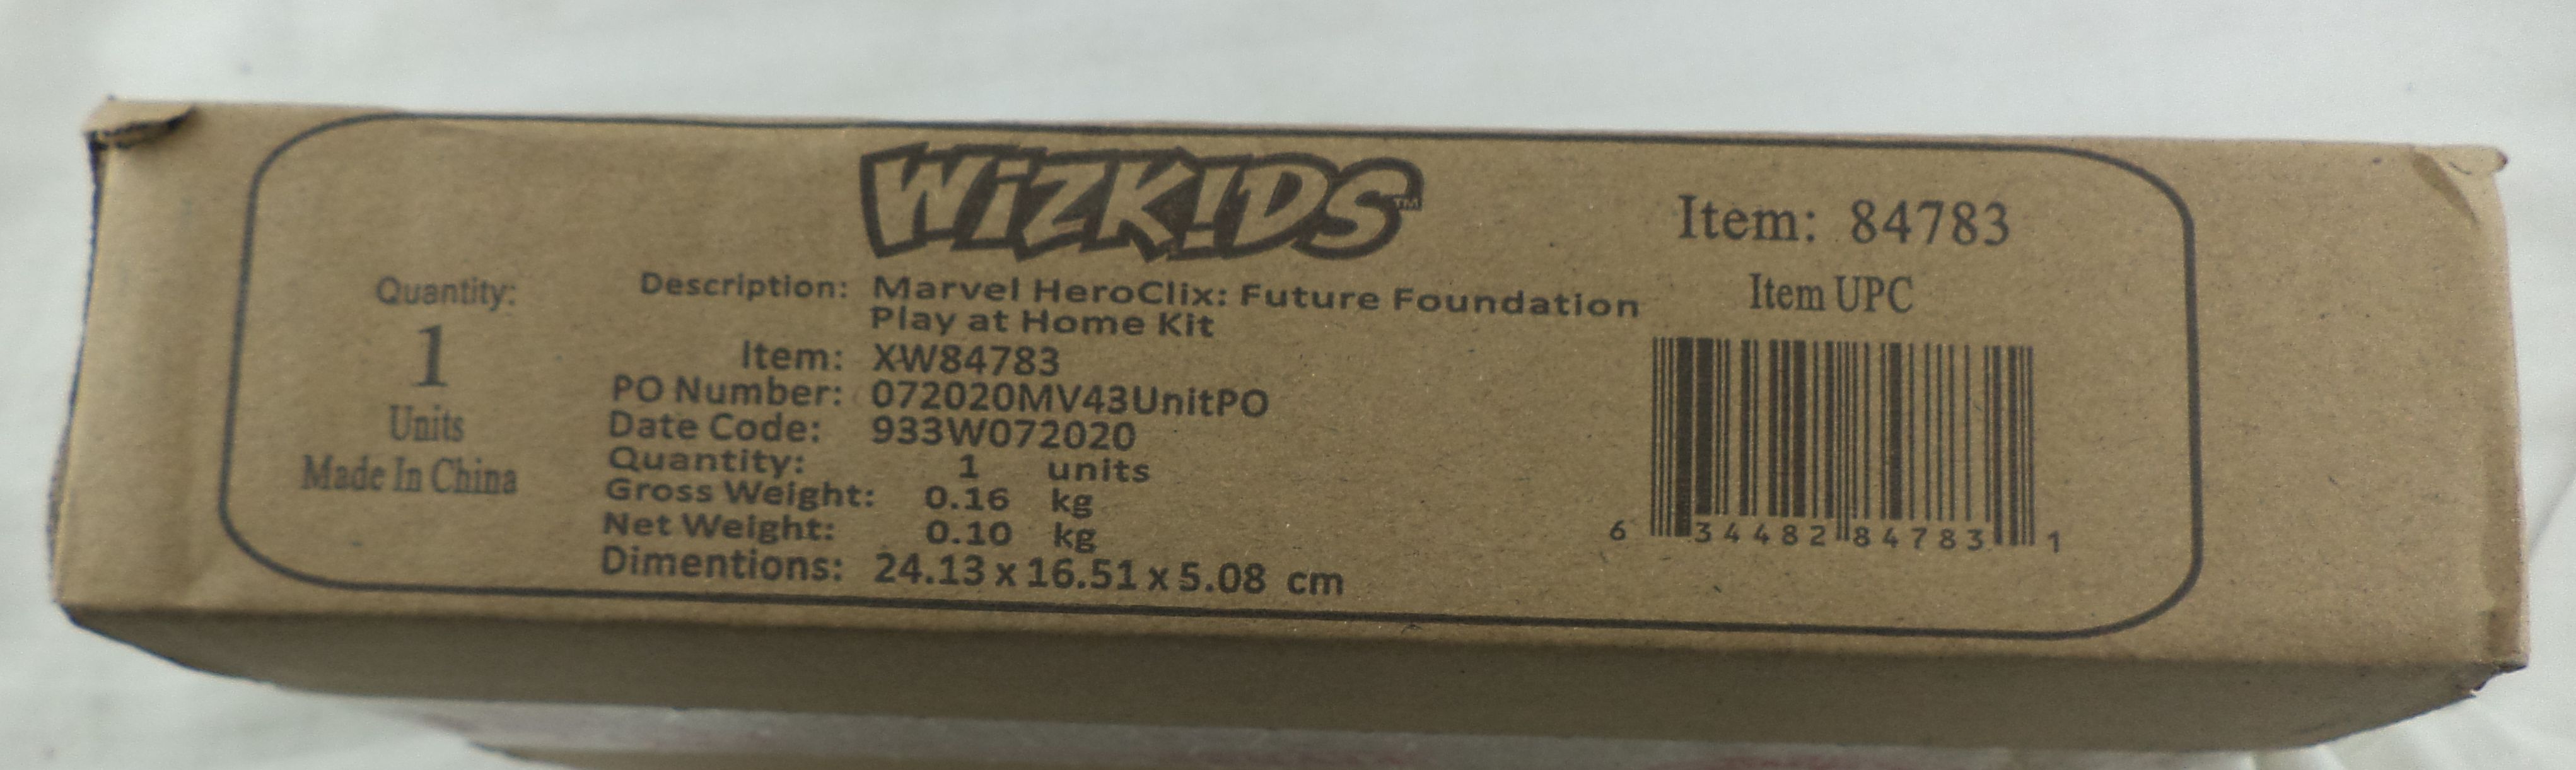 WiZK!DS™
Item: 84783
Item UPC
6 34482 84783 1
Quantity:
1
Units
Made In China
Description: Marvel HeroClix: Future Foundation
Play at Home Kit
Item: XW84783
PO Number: 072020MV43UnitPO
Date Code: 933W072020
Quantity: 1 units
Gross Weight: 0.16 kg
Net Weight: 0.10 kg
Dimentions: 24.13 x 16.51 x 5.08 cm